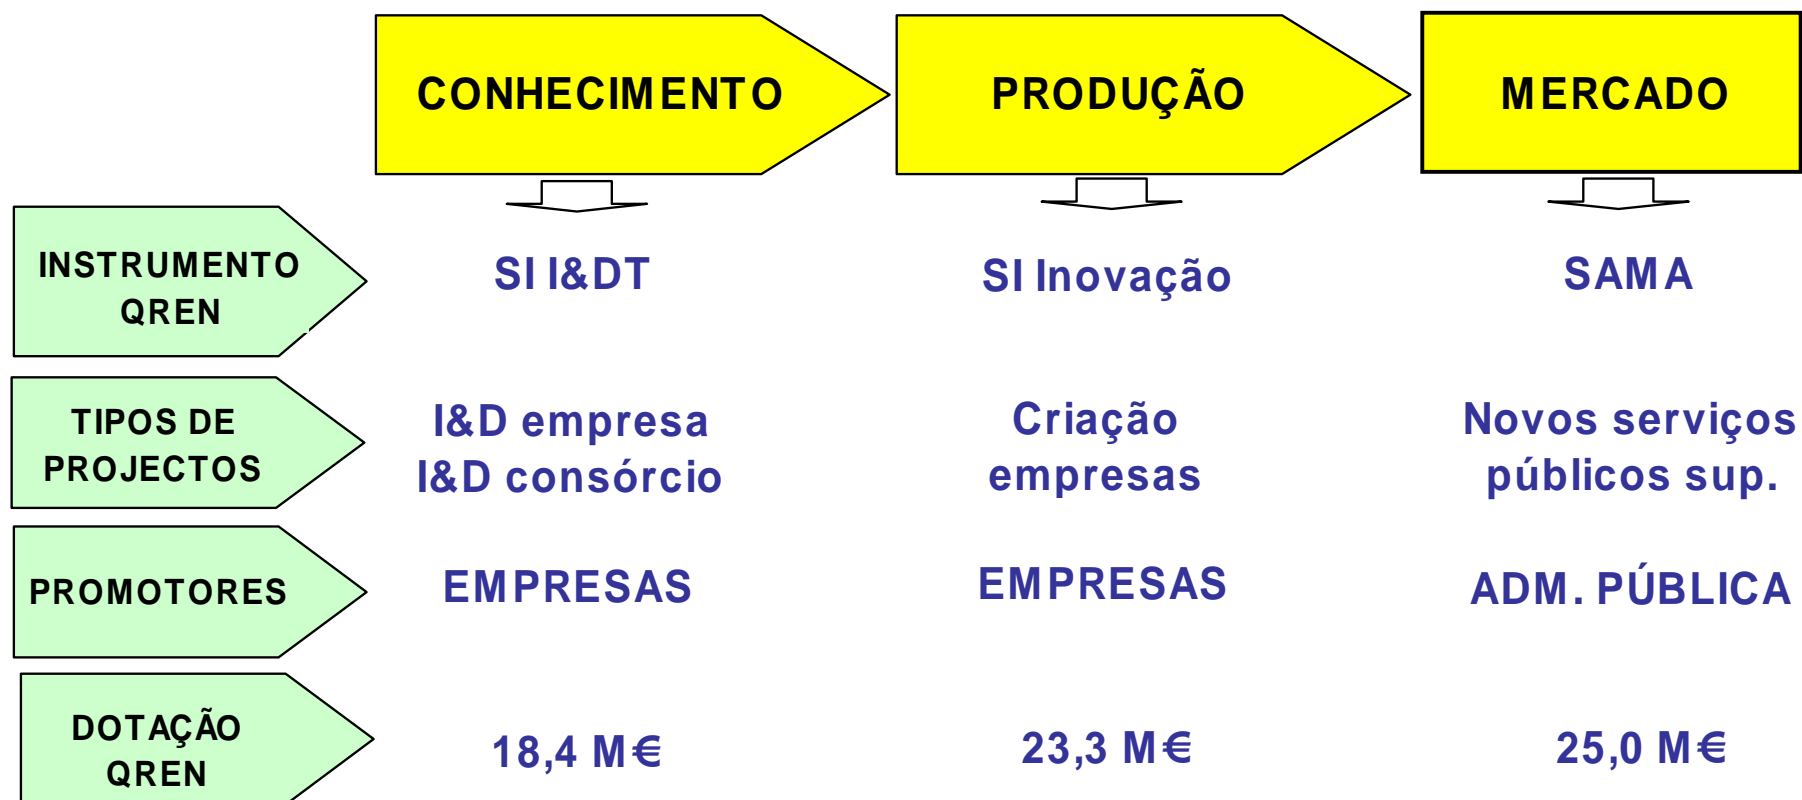 CONHECIMENTO PRODUÇÃO MERCADO
INSTRUMENTO
QREN
SI I&DT SI Inovação SAMA
TIPOS DE
PROJECTOS
I&D empresa
I&D consórcio
Criação
empresas
Novos serviços
públicos sup.
PROMOTORES
EMPRESAS EMPRESAS ADM. PÚBLICA
DOTAÇÃO
QREN
18,4 M€ 23,3 M€ 25,0 M€